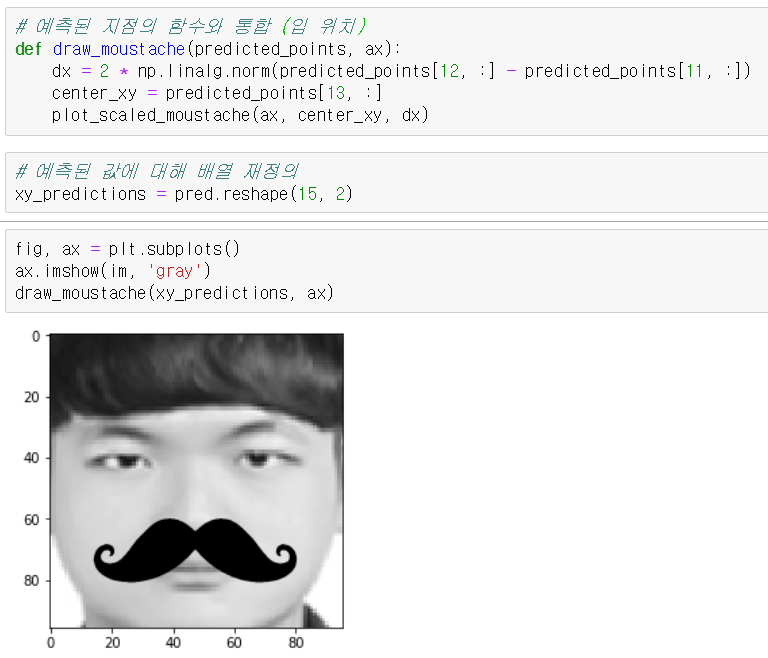 # 예측된 지점의 함수와 통합 (입 위치)
def draw_moustache(predicted_points, ax):
    dx = 2 * np.linalg.norm(predicted_points[12, :] - predicted_points[11, :])
    center_xy = predicted_points[13, :]
    plot_scaled_moustache(ax, center_xy, dx)
# 예측된 값에 대해 배열 재정의
xy_predictions = pred.reshape(15, 2)
fig, ax = plt.subplots()
ax.imshow(im, 'gray')
draw_moustache(xy_predictions, ax)
0
20
40
60
80
0 20 40 60 80